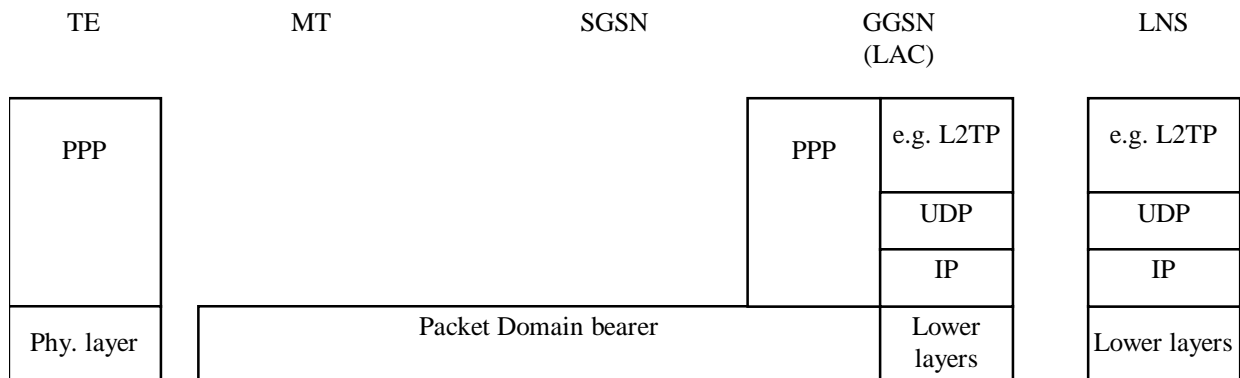 TE MT SGSN GGSN LNS
(LAC)
PPP PPP e.g. L2TP e.g. L2TP
UDP UDP
IP IP
Phy. layer Packet Domain bearer Lower layers Lower layers